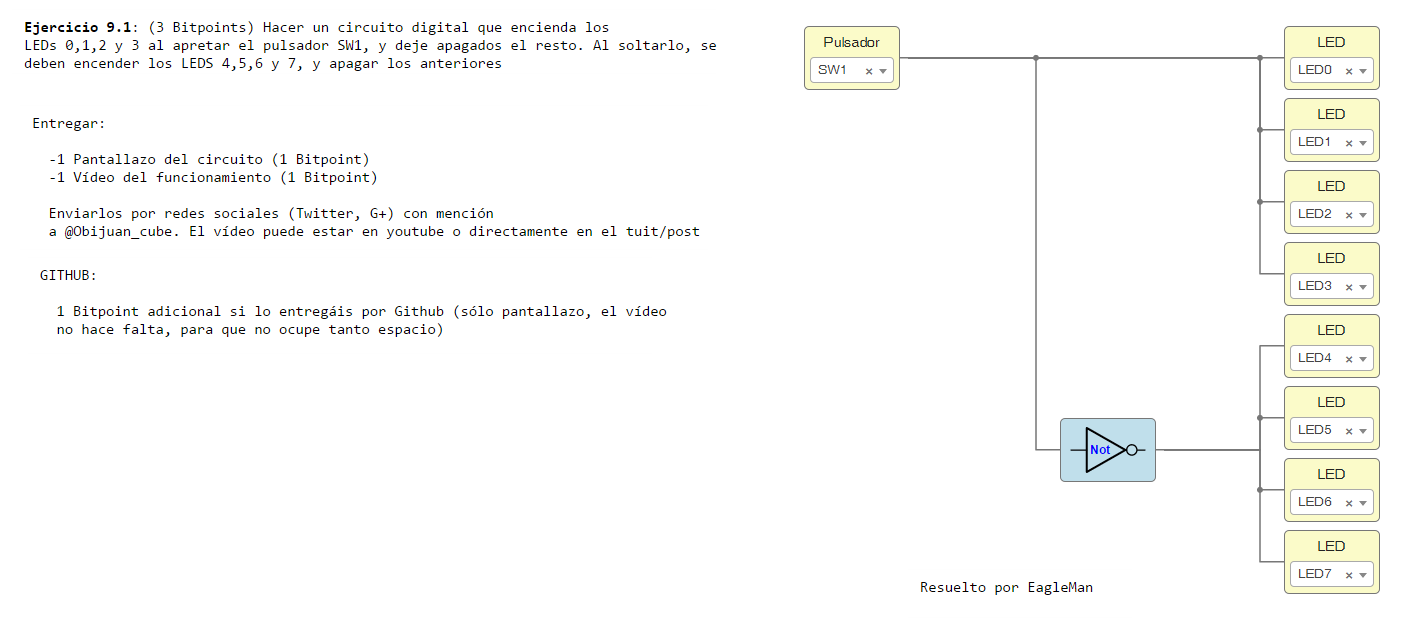 Ejercicio 9.1: (3 Bitpoints) Hacer un circuito digital que encienda los
LEDs 0,1,2 y 3 al apretar el pulsador SW1, y deje apagados el resto. Al soltarlo, se
deben encender los LEDS 4,5,6 y 7, y apagar los anteriores
Entregar:
-1 Pantallazo del circuito (1 Bitpoint)
-1 Vídeo del funcionamiento (1 Bitpoint)
Enviarlos por redes sociales (Twitter, G+) con mención
a @Obijuan_cube. El vídeo puede estar en youtube o directamente en el tuit/post
GITHUB:
1 Bitpoint adicional si lo entregáis por Github (sólo pantallazo, el vídeo
no hace falta, para que no ocupe tanto espacio)
Pulsador
SW1
LED
LED0
LED
LED1
LED
LED2
LED
LED3
LED
LED4
LED
LED5
LED
LED6
LED
LED7
Not
Resuelto por EagleMan